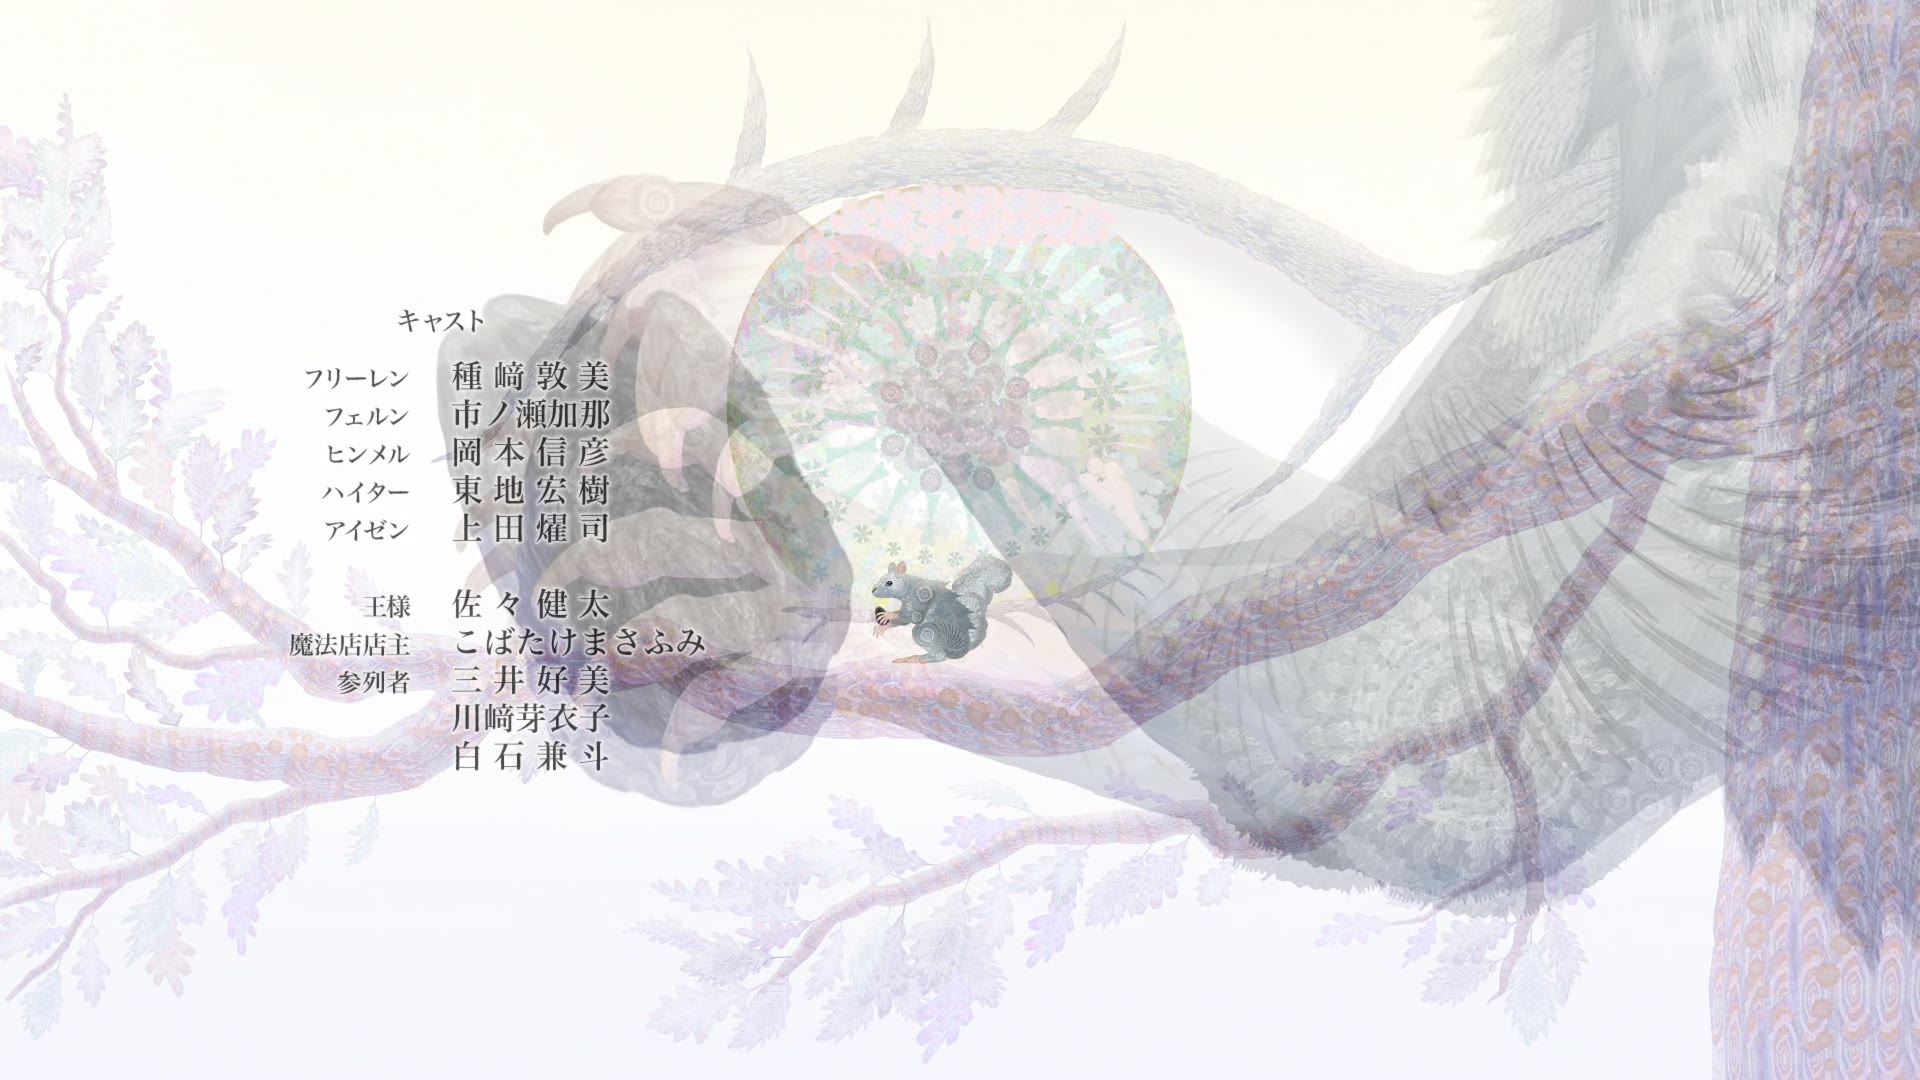 キャスト
フリーレン 種﨑敦美
フェルン 市ノ瀬加那
ヒンメル 岡本信彦
ハイター 東地宏樹
アイゼン 上田燿司
王様 佐々健太
魔法店店主 こばたけまさふみ
参列者 三井好美
川﨑芽衣子
白石兼斗